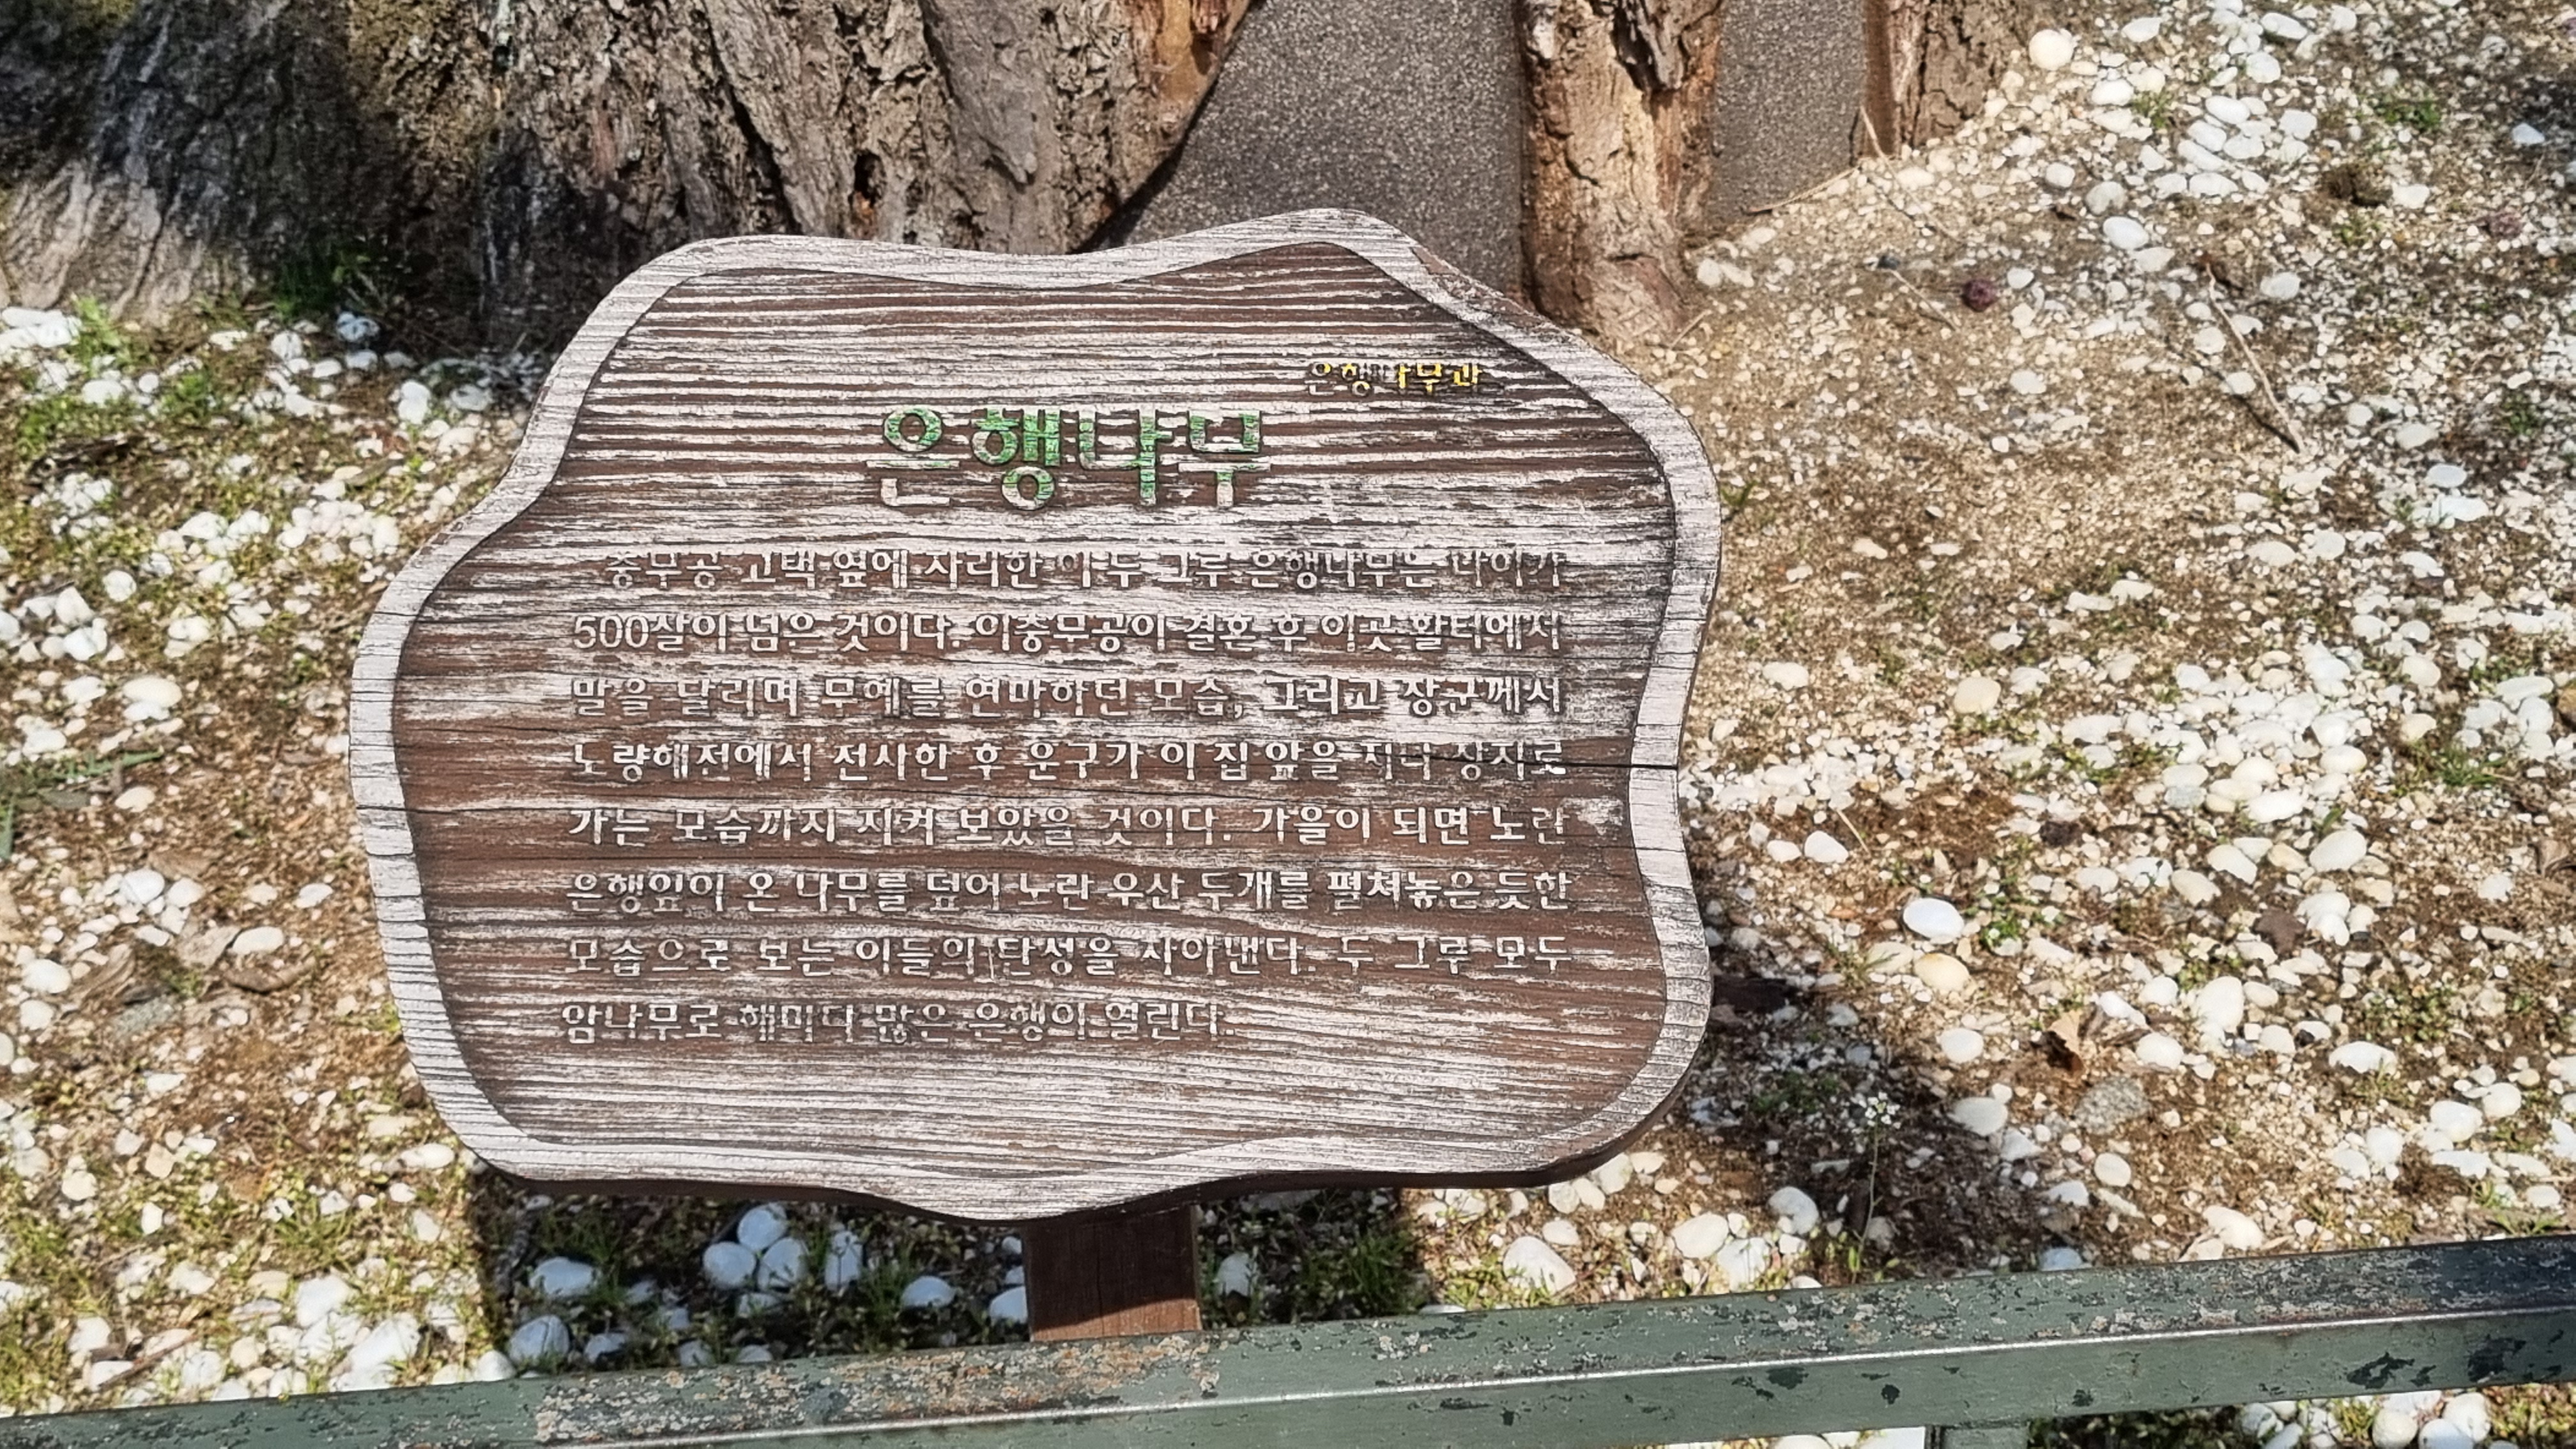 은행나무과
은행나무
충무공 고택 옆에 자리한 이 두 그루 은행나무는 나이가
500살이 넘은 것이다. 이충무공이 결혼 후 이곳 활터에서
말을 달리며 무예를 연마하던 모습, 그리고 장군께서
노량해전에서 전사한 후 운구가 이 집 앞을 지나 장지로
가는 모습까지 지켜 보았을 것이다. 가을이 되면 노란
은행잎이 온 나무를 덮어 노란 우산 두개를 펼쳐놓은 듯한
모습으로 보는 이들의 탄성을 자아낸다. 두 그루 모두
암나무로 해마다 많은 은행이 열린다.